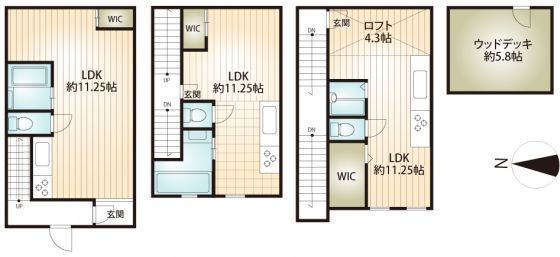 WIC
LDK
約11.25帖
UP
玄関
WIC
LDK
約11.25帖
UP
玄関
DN
玄関
ロフト
4.3帖
DN
LDK
約11.25帖
WIC
UP
ウッドデッキ
約5.8帖
N